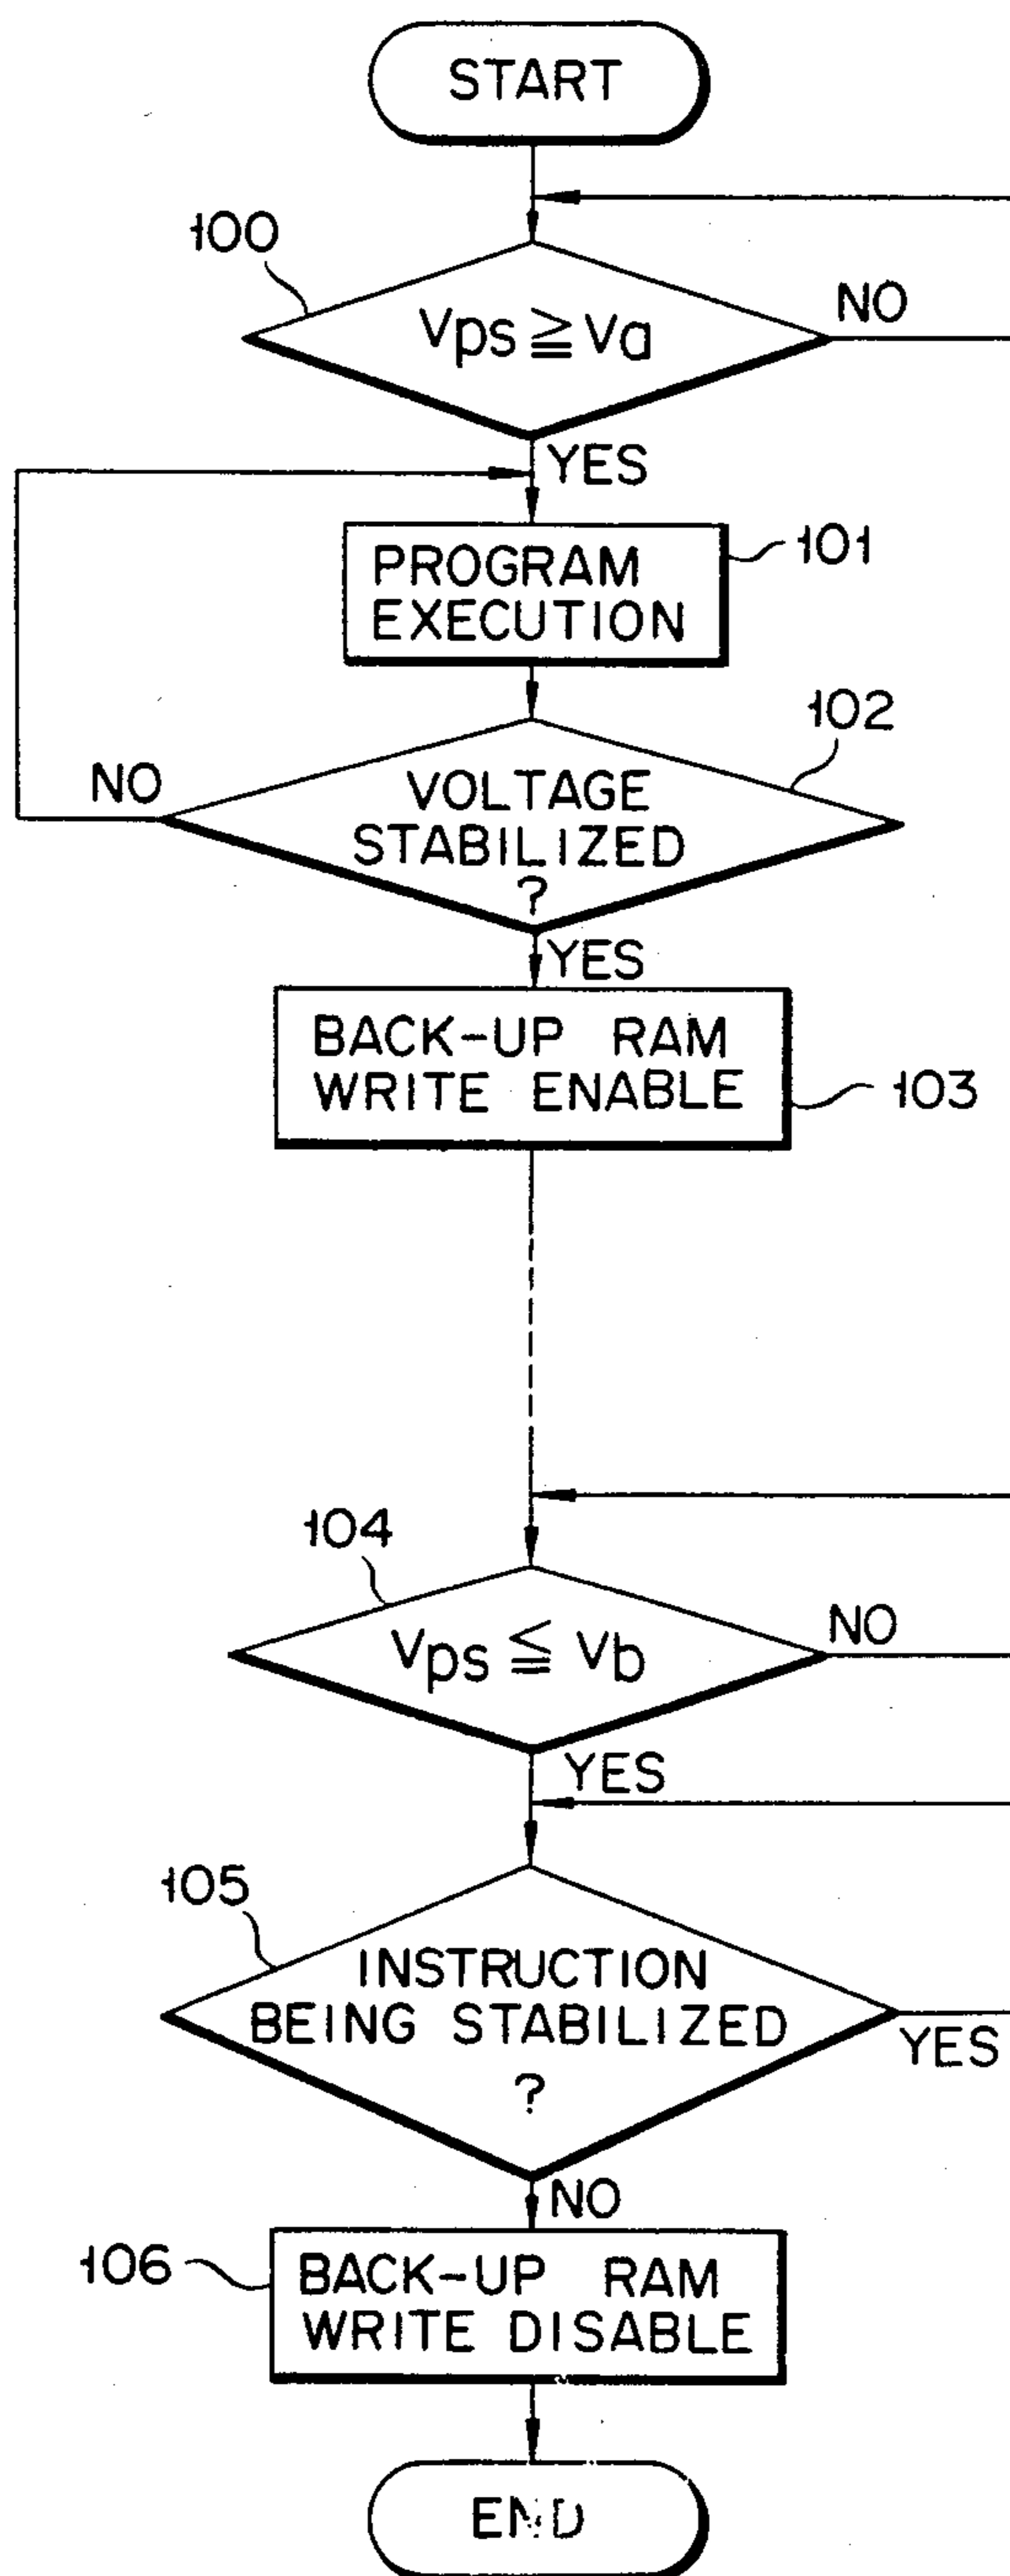 START
100
Vps ≧ Va
NO
YES
PROGRAM
EXECUTION
101
102
NO
VOLTAGE
STABILIZED
?
YES
BACK-UP RAM
WRITE ENABLE
103
104
Vps ≦ Vb
NO
YES
105
INSTRUCTION
BEING STABILIZED
?
YES
NO
106
BACK-UP RAM
WRITE DISABLE
END